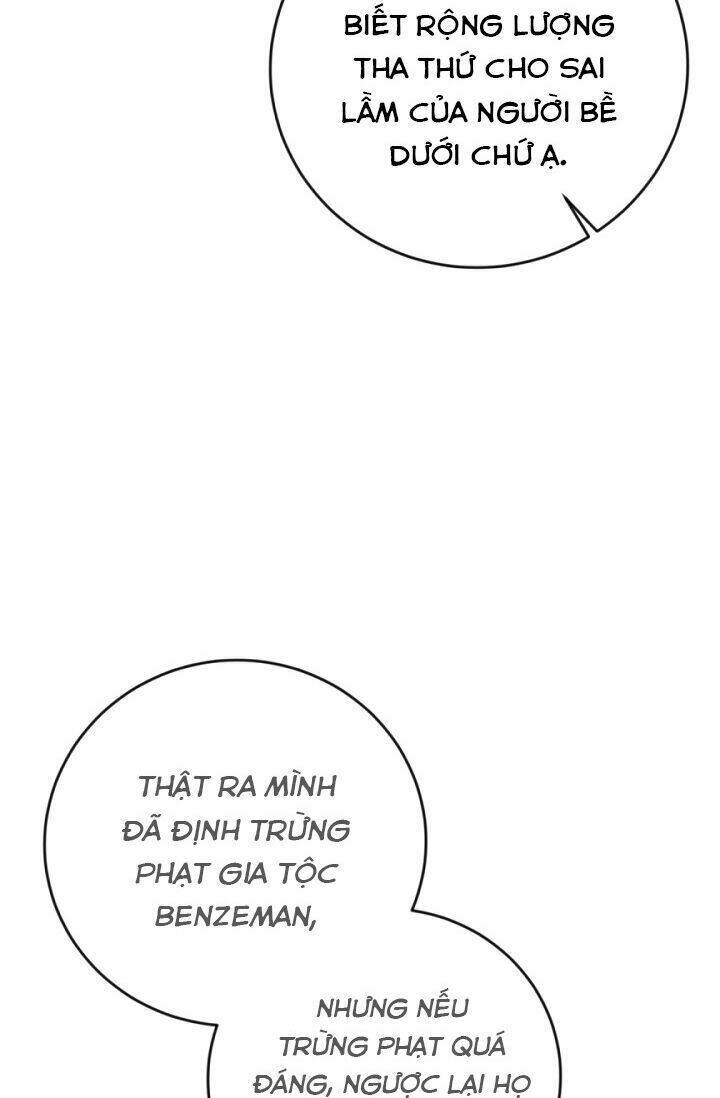 BIẾT RỘNG LƯỢNG
THA THỨ CHO SAI
LẦM CỦA NGƯỜI BỀ
DƯỚI CHỨ Ạ.
THẬT RA MÌNH
ĐÃ ĐỊNH TRỪNG
PHẠT GIA TỘC
BENZEMAN,
NHƯNG NẾU
TRỪNG PHẠT QUÁ
ĐÁNG, NGƯỢC LẠI HỌ